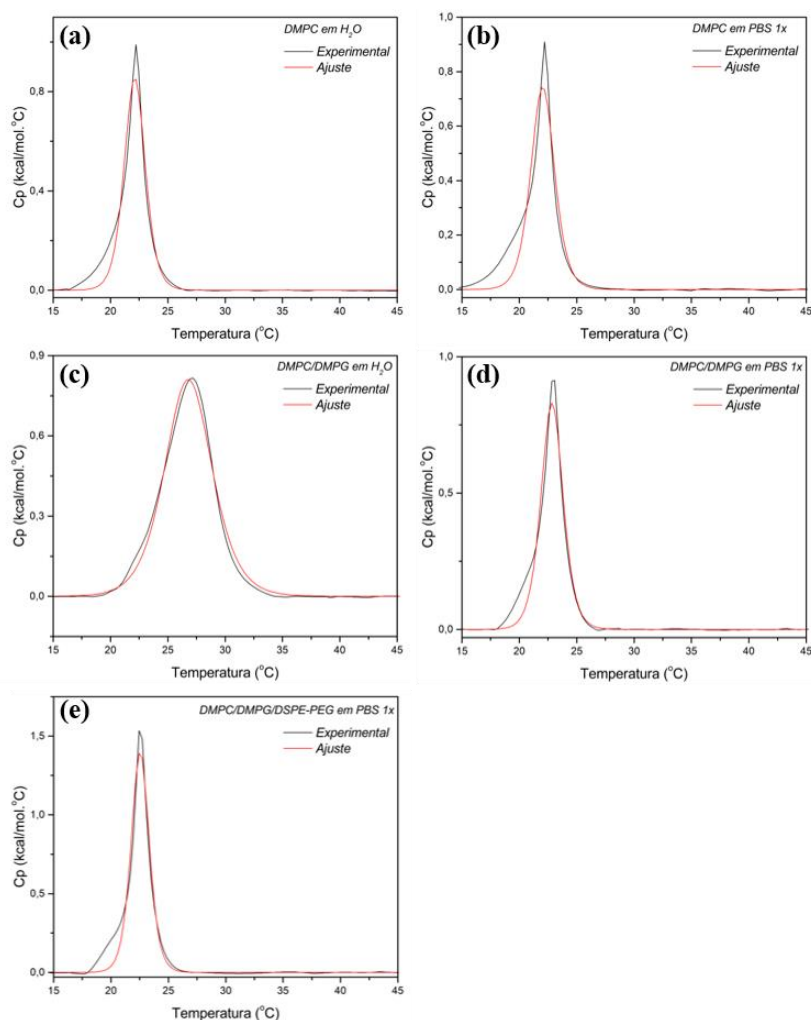 (a)
DMPC em H₂O
Experimental
Ajuste
Cp (kcal/mol.°C)
0,8
0,4
0,0
15 20 25 30 35 40 45
Temperatura (°C)
(b)
DMPC em PBS 1x
Experimental
Ajuste
Cp (kcal/mol.°C)
1,0
0,8
0,6
0,4
0,2
0,0
15 20 25 30 35 40 45
Temperatura (°C)
(c)
DMPC/DMPG em H₂O
Experimental
Ajuste
Cp (kcal/mol.°C)
0,9
0,6
0,3
0,0
15 20 25 30 35 40 45
Temperatura (°C)
(d)
DMPC/DMPG em PBS 1x
Experimental
Ajuste
Cp (kcal/mol.°C)
1,0
0,5
0,0
15 20 25 30 35 40 45
Temperatura (°C)
(e)
DMPC/DMPG/DSPE-PEG em PBS 1x
Experimental
Ajuste
Cp (kcal/mol.°C)
1,5
1,0
0,5
0,0
15 20 25 30 35 40 45
Temperatura (°C)